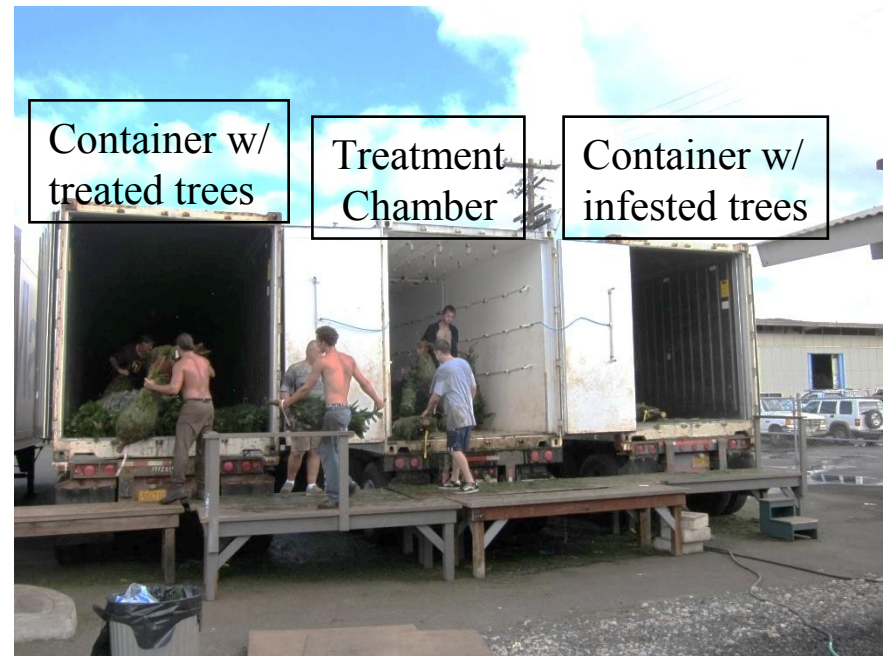 Container w/
treated trees
Treatment
Chamber
Container w/
infested trees